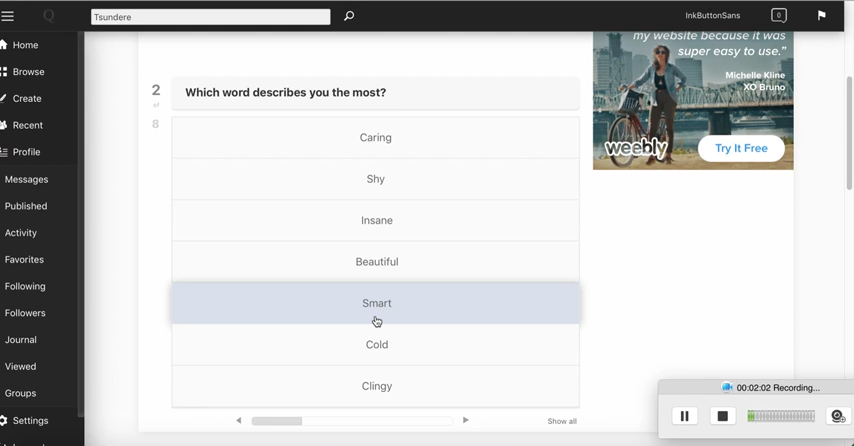 Q
Tsundere
InkButtonSans
0
Home
Browse
Create
Recent
Profile
Messages
Published
Activity
Favorites
Following
Followers
Journal
Viewed
Groups
Settings
2
of
8
Which word describes you the most?
Caring
Shy
Insane
Beautiful
Smart
Cold
Clingy
Show all
my website because it was
super easy to use."
Michelle Kline
XO Bruno
weebly
Try It Free
00:02:02 Recording...